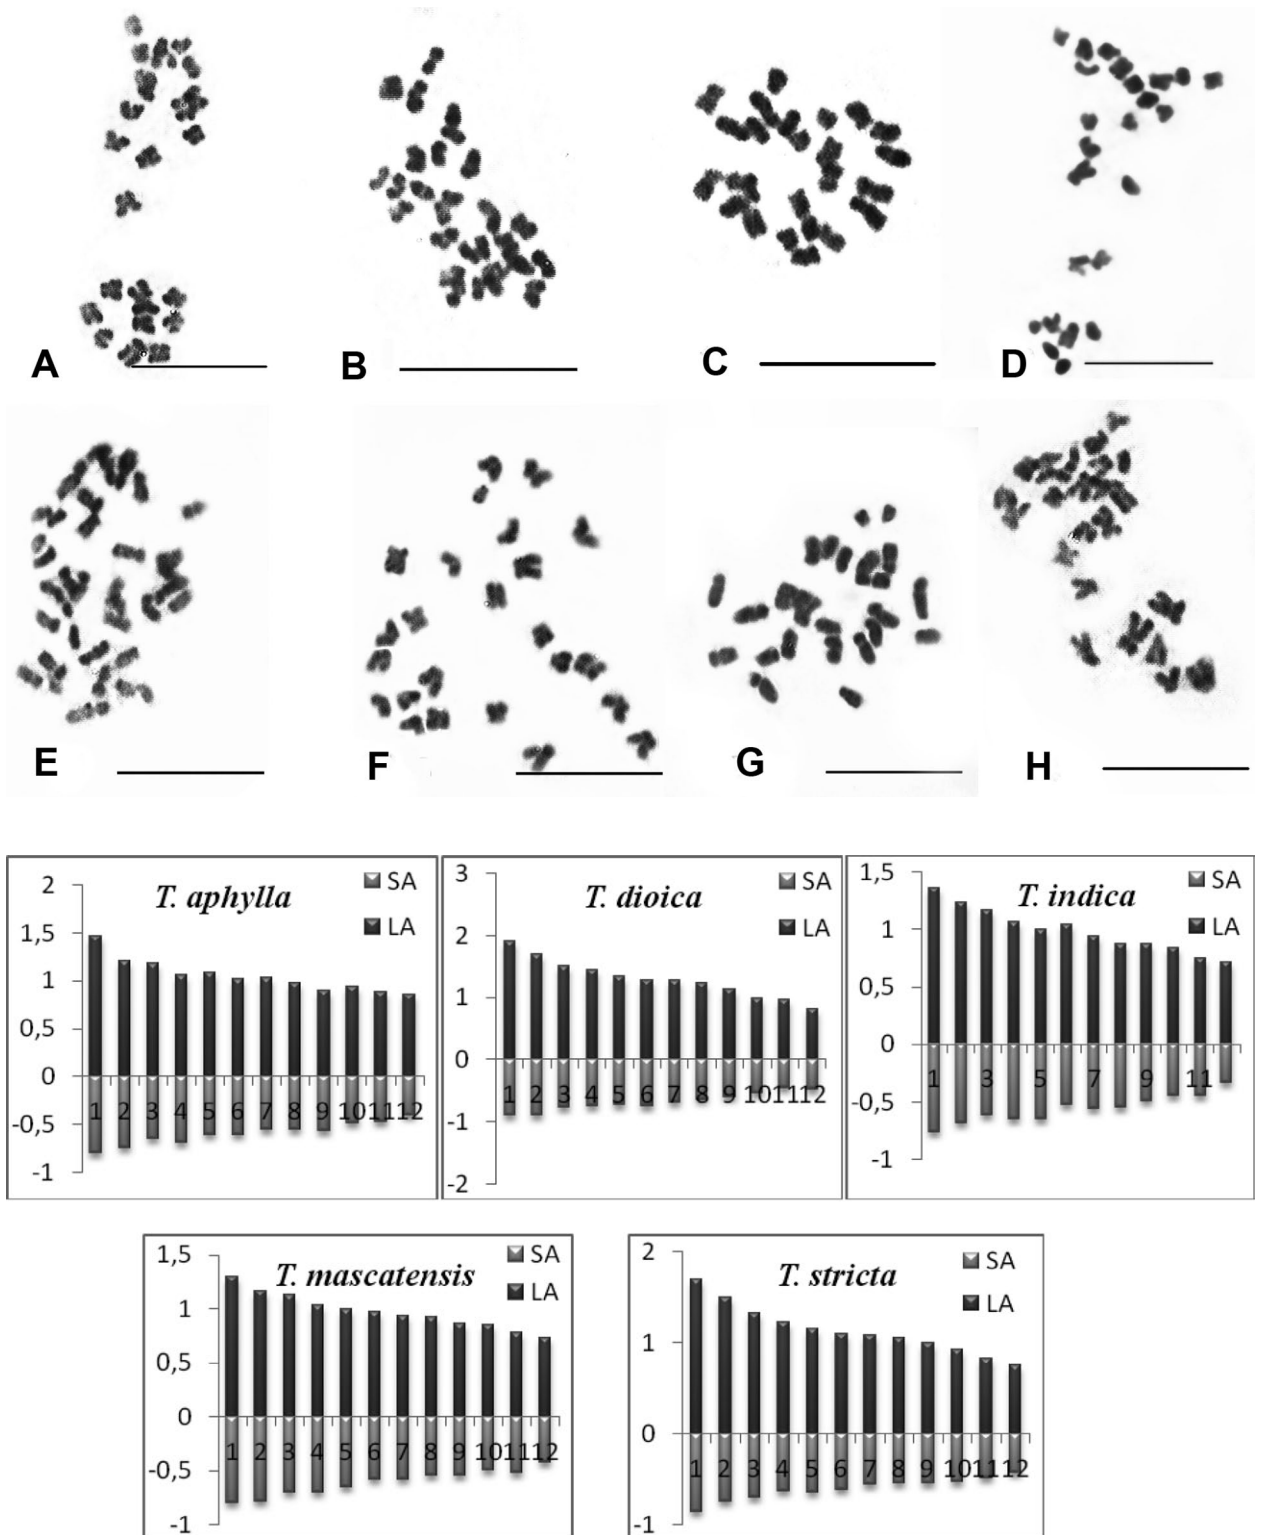 A
B
C
D
E
F
G
H
T. aphylla
SA
LA
2
1,5
1
0,5
0
-0,5
-1
1 2 3 4 5 6 7 8 9 10 11 12
T. dioica
SA
LA
3
2
1
0
-1
-2
1 2 3 4 5 6 7 8 9 10 11 12
T. indica
SA
LA
1,5
1
0,5
0
-0,5
-1
1 3 5 7 9 11
T. mascatensis
SA
LA
1,5
1
0,5
0
-0,5
-1
1 2 3 4 5 6 7 8 9 10 11 12
T. stricta
SA
LA
2
1
0
-1
1 2 3 4 5 6 7 8 9 10 11 12